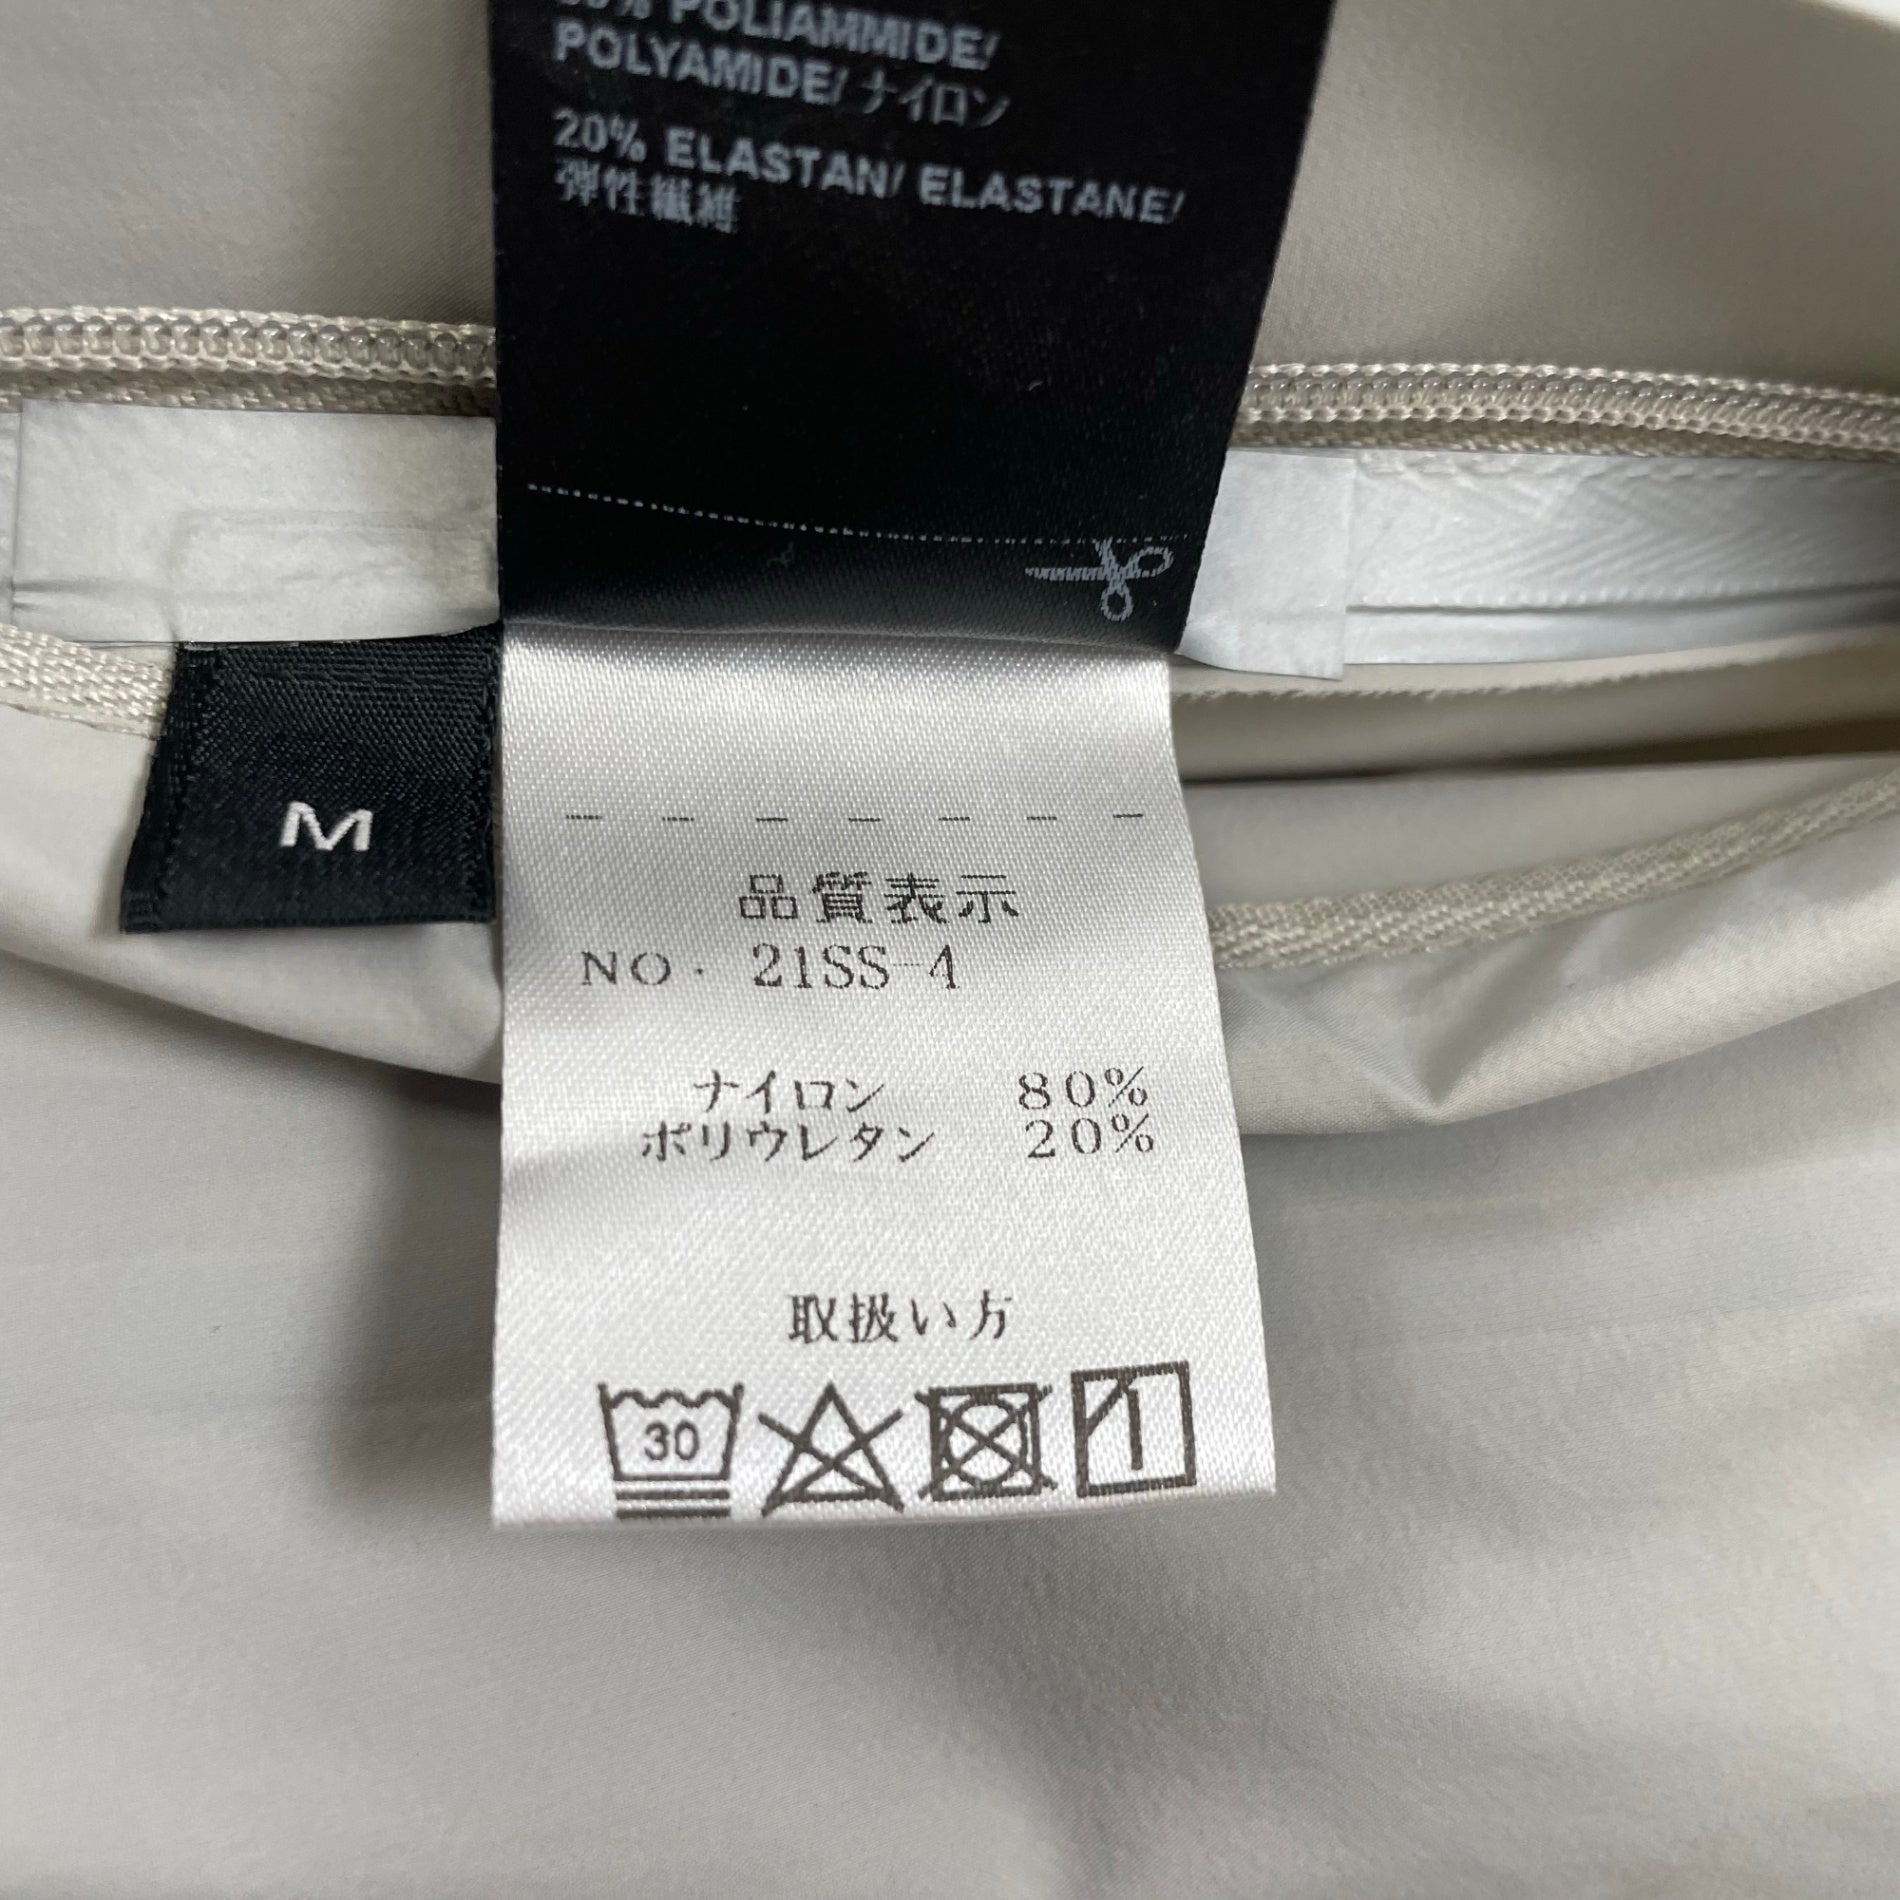 POLIAMMIDE/
POLYAMIDE/ ナイロン
20% ELASTAN/ ELASTANE/
弾性繊維
M
品質表示
NO. 21SS-4
ナイロン 80%
ポリウレタン 20%
取扱い方
30